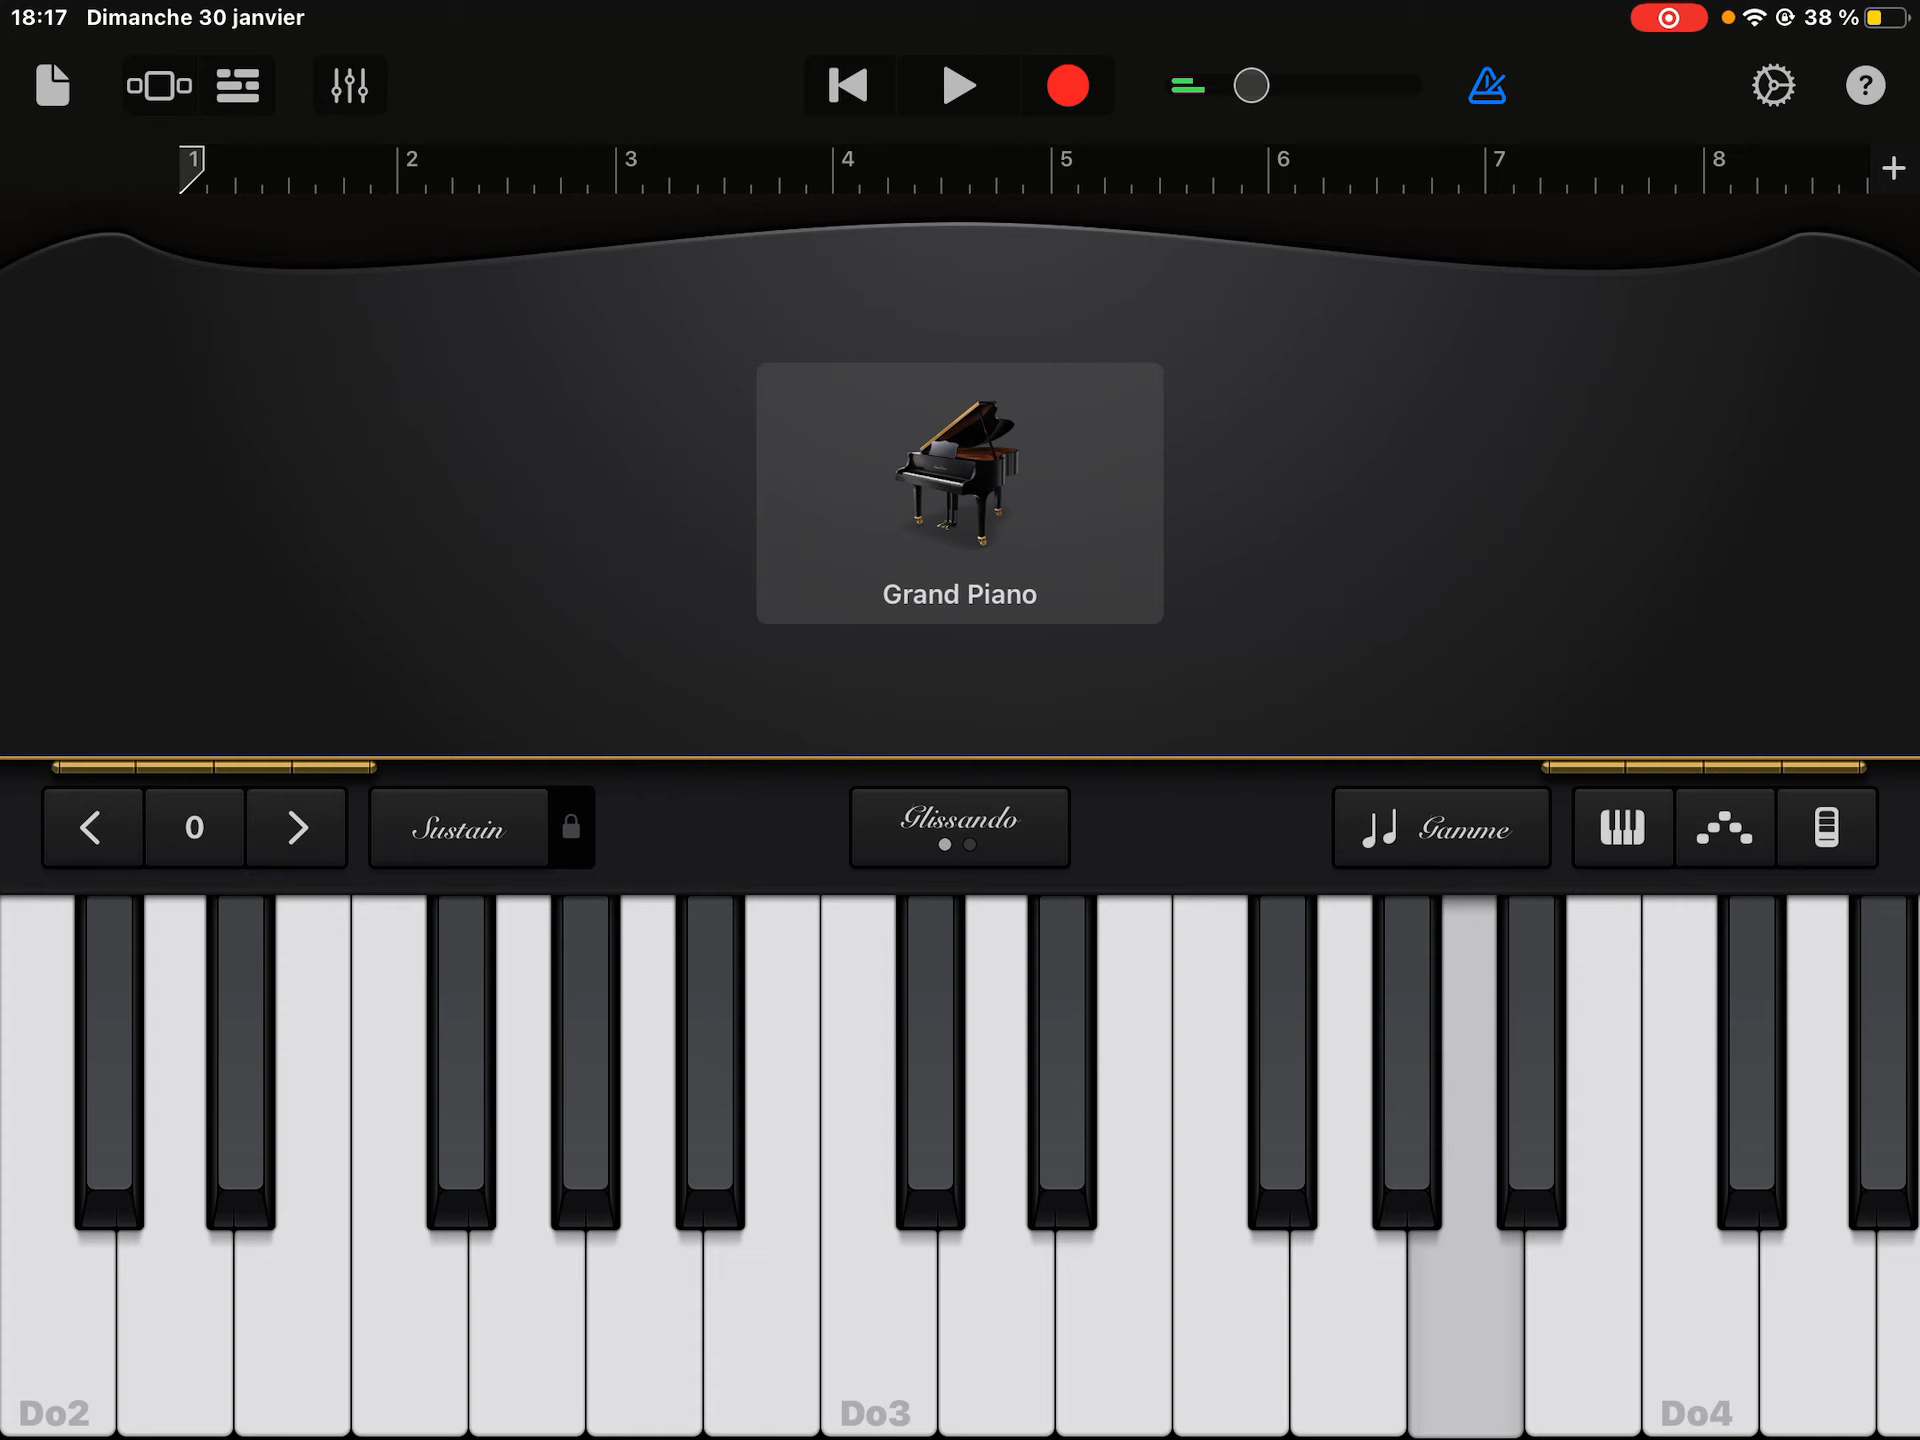 18:17 Dimanche 30 janvier
38 %
?
1 2 3 4 5 6 7 8 +
Grand Piano
0 Sustain Glissando Gamme
Do2 Do3 Do4